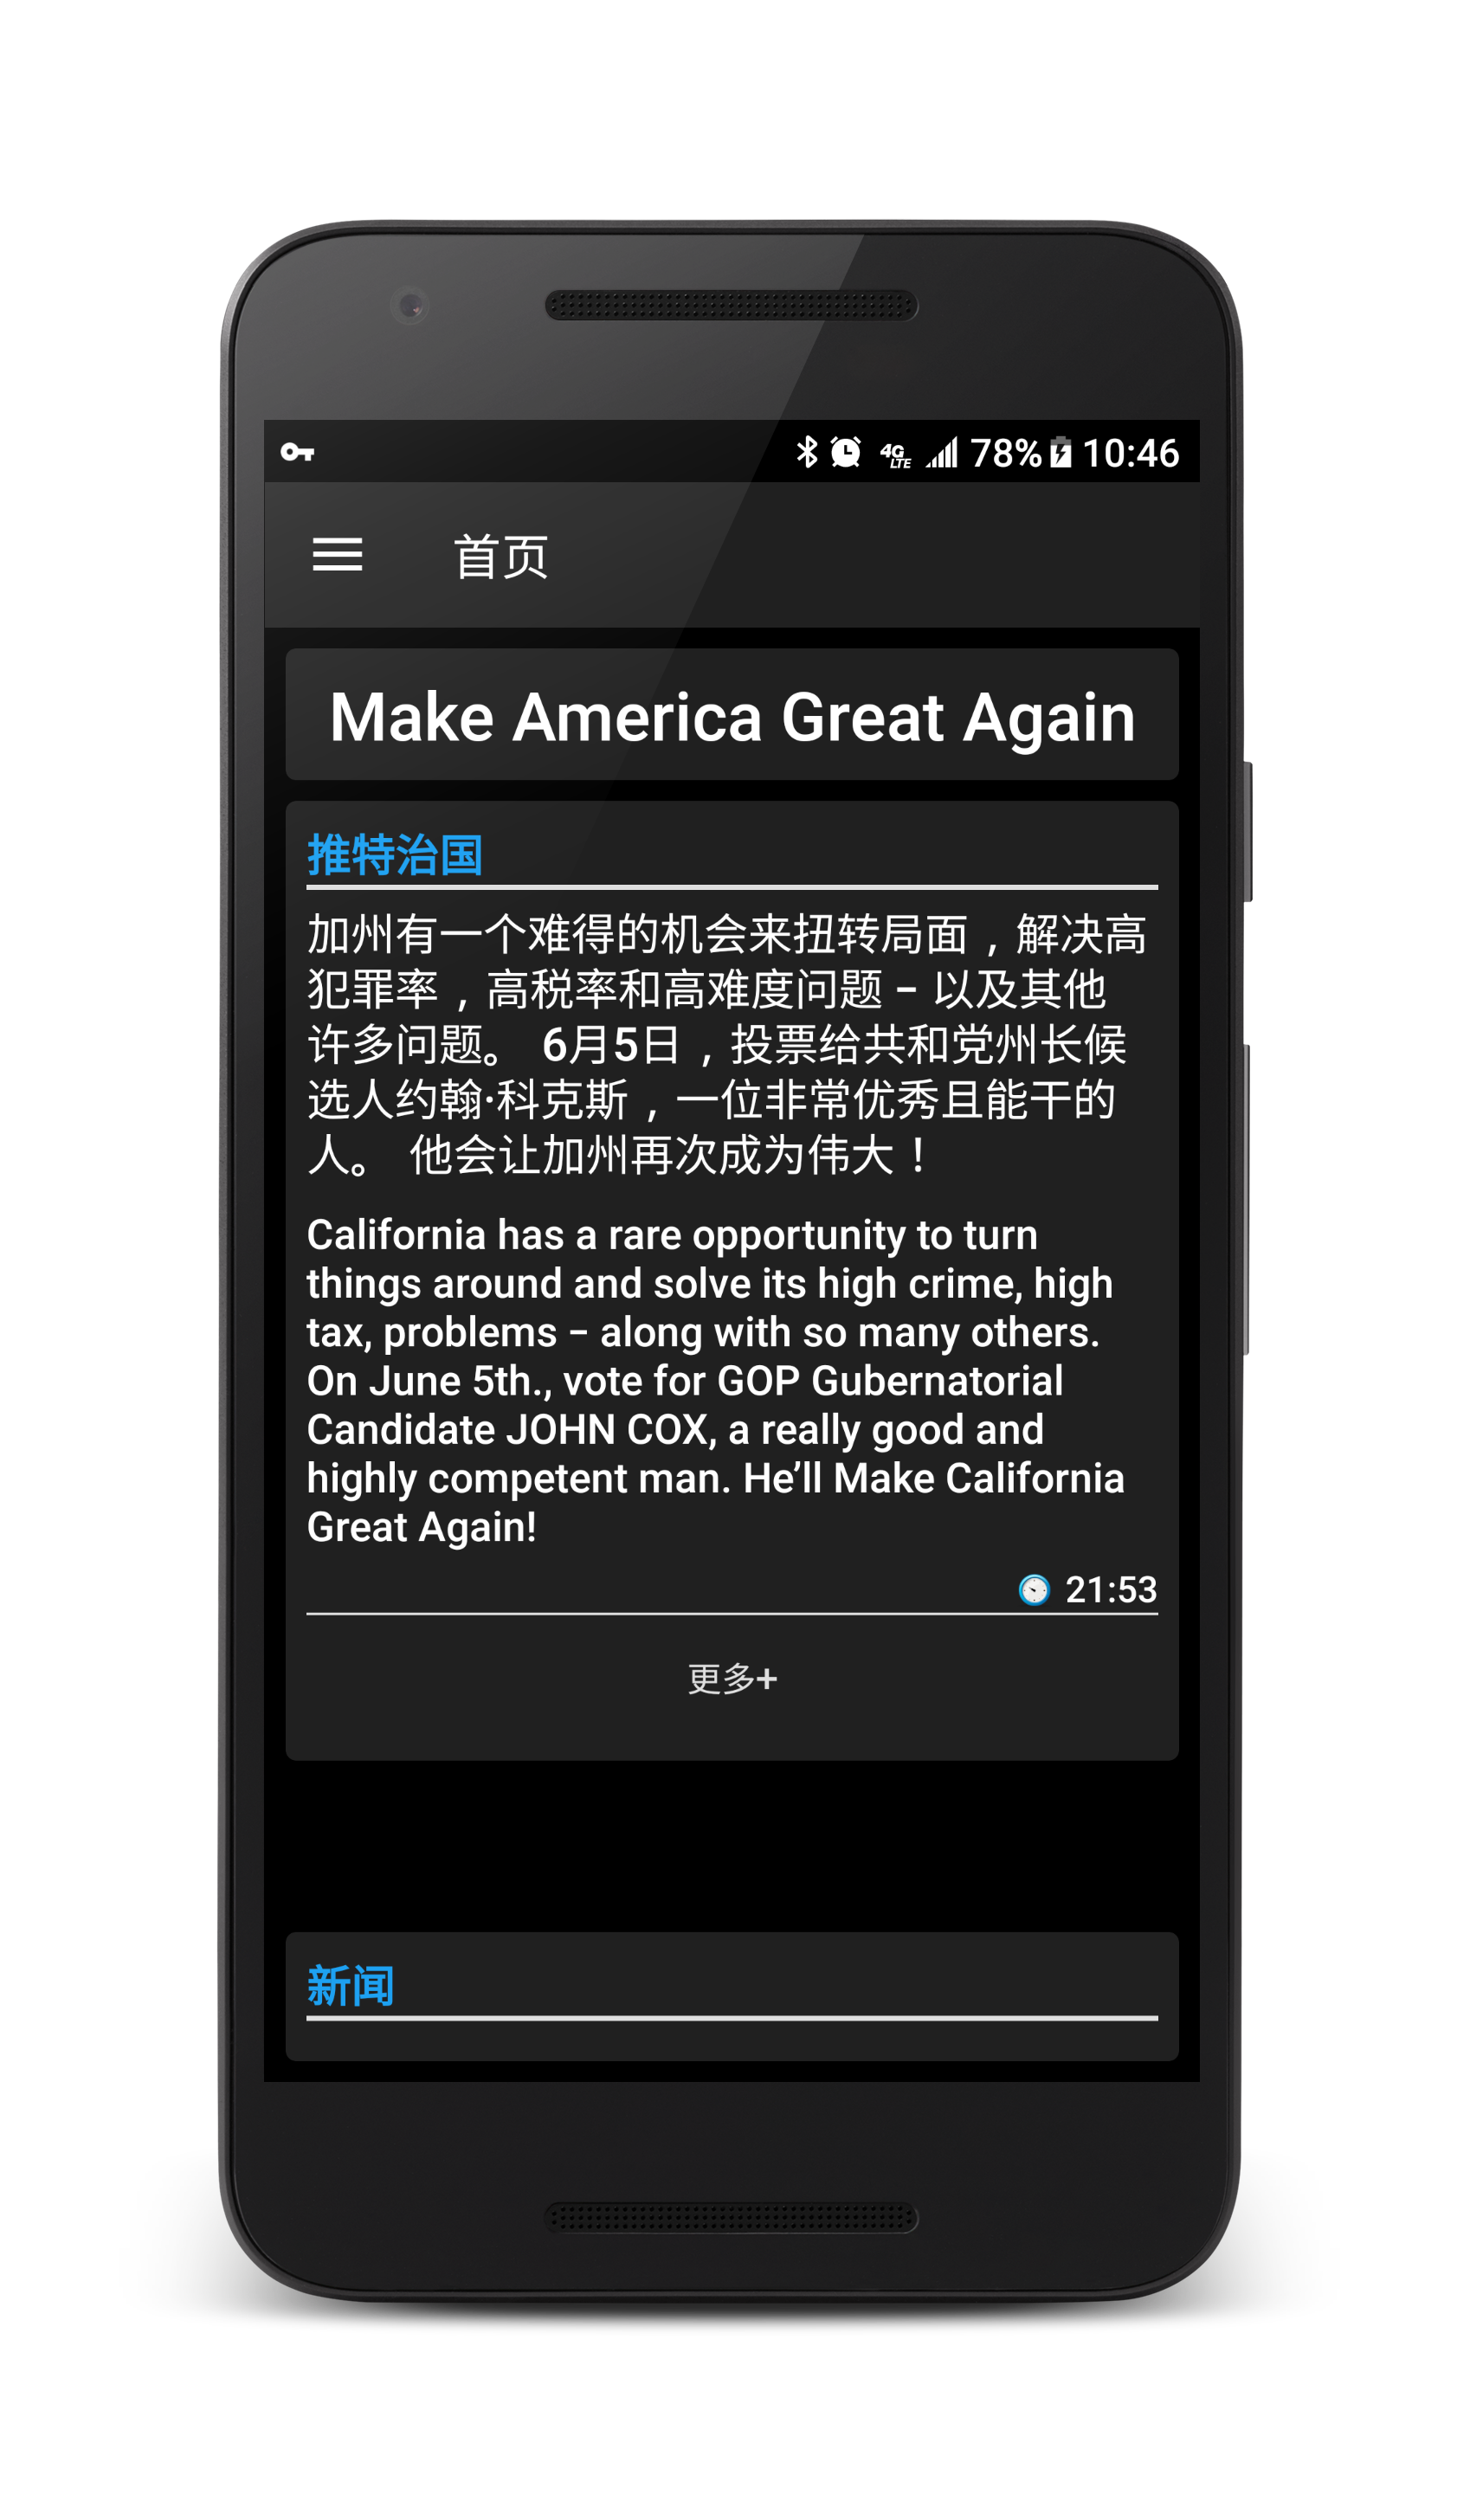 4G LTE 78% 10:46
首页
Make America Great Again
推特治国
加州有一个难得的机会来扭转局面，解决高
犯罪率，高税率和高难度问题 – 以及其他
许多问题。 6月5日，投票给共和党州长候
选人约翰·科克斯，一位非常优秀且能干的
人。 他会让加州再次成为伟大！
California has a rare opportunity to turn
things around and solve its high crime, high
tax, problems – along with so many others.
On June 5th., vote for GOP Gubernatorial
Candidate JOHN COX, a really good and
highly competent man. He’ll Make California
Great Again!
21:53
更多+
新闻